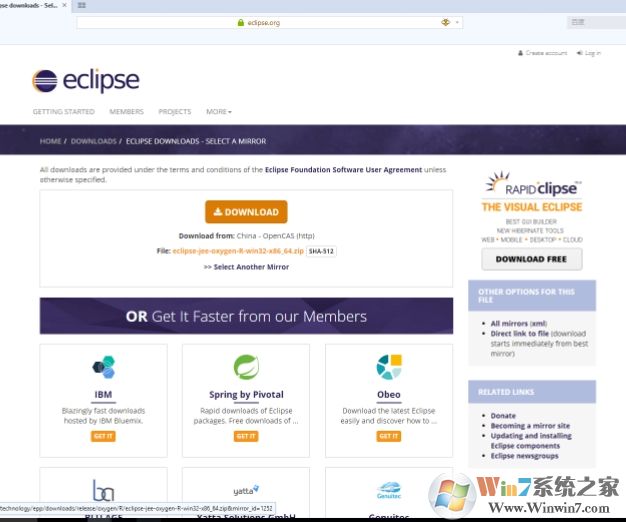 pse downloads - Sel...
eclipse.org
Create account
Log in
eclipse
GETTING STARTED
MEMBERS
PROJECTS
MORE
HOME / DOWNLOADS / ECLIPSE DOWNLOADS - SELECT A MIRROR
All downloads are provided under the terms and conditions of the Eclipse Foundation Software User Agreement unless
otherwise specified.
DOWNLOAD
Download from: China - OpenCAS (http)
File: eclipse-jee-oxygen-R-win32-x86_64.zip SHA-512
>> Select Another Mirror
RAPIDclipse
THE VISUAL ECLIPSE
BEST GUI BUILDER
NEW HIBERNATE TOOLS
WEB • MOBILE • DESKTOP • CLOUD
DOWNLOAD FREE
OTHER OPTIONS FOR THIS
FILE
• All mirrors (xml)
• Direct link to file (download
starts immediately from best
mirror)
OR Get It Faster from our Members
IBM
Blazingly fast downloads
hosted by IBM Bluemix.
GET IT
Spring by Pivotal
Rapid downloads of Eclipse
packages. Free downloads of ...
GET IT
Obeo
Download the latest Eclipse
easily and discover how to ...
GET IT
RELATED LINKS
• Donate
• Becoming a mirror site
• Updating and installing
Eclipse components
• Eclipse newsgroups
yatta
Genuitec
technology/epp/downloads/release/oxygen/R/eclipse-jee-oxygen-R-win32-x86_64.zip&mirror_id=1252
BLU AGE
Yatta Solutions GmbH
Genuitec
Win7系统之家
Www.Winwin7.com